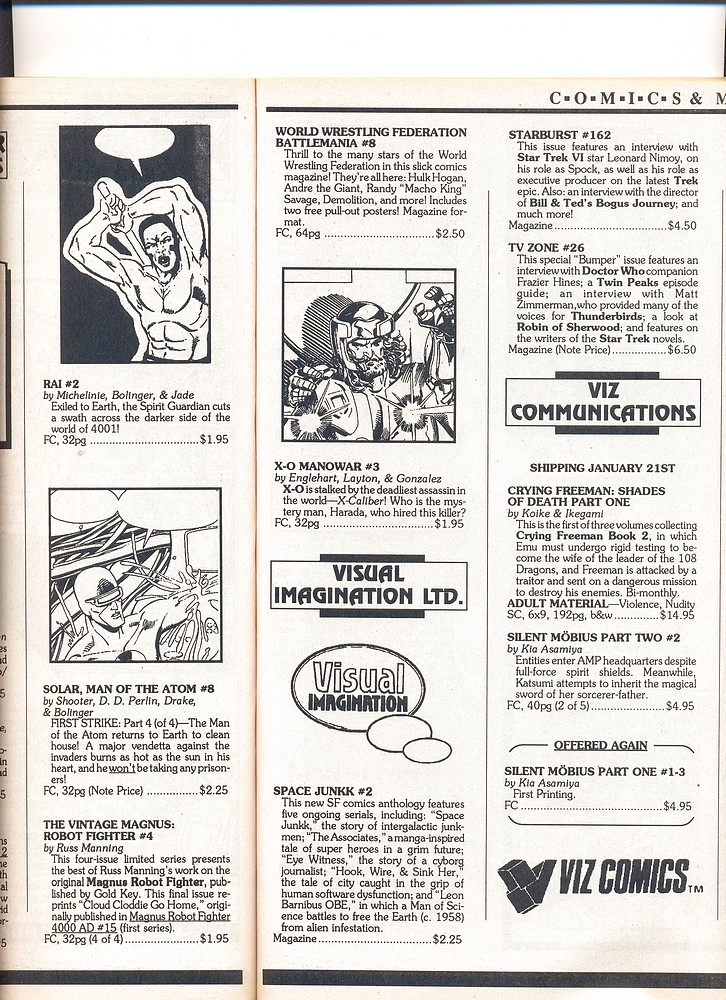 C▪O▪M▪I▪C▪S & M
RAI #2
by Michelinie, Bolinger, & Jade
Exiled to Earth, the Spirit Guardian cuts
a swath across the darker side of the
world of 4001!
FC, 32pg ...............................$1.95
SOLAR, MAN OF THE ATOM #8
by Shooter, D. D. Perlin, Drake,
& Bolinger
FIRST STRIKE: Part 4 (of 4)—The Man
of the Atom returns to Earth to clean
house! A major vendetta against the
invaders burns as hot as the sun in his
heart, and he won't be taking any prison-
ers!
FC, 32pg (Note Price) ................$2.25
THE VINTAGE MAGNUS:
ROBOT FIGHTER #4
by Russ Manning
This four-issue limited series presents
the best of Russ Manning's work on the
original Magnus Robot Fighter, pub-
lished by Gold Key. This final issue re-
prints "Cloud Cloddie Go Home," origi-
nally published in Magnus Robot Fighter
4000 AD #15 (first series).
FC, 32pg (4 of 4).....................$1.95
WORLD WRESTLING FEDERATION
BATTLEMANIA #8
Thrill to the many stars of the World
Wrestling Federation in this slick comics
magazine! They're all here: Hulk Hogan,
Andre the Giant, Randy "Macho King"
Savage, Demolition, and more! Includes
two free pull-out posters! Magazine for-
mat.
FC, 64pg ...............................$2.50
X-O MANOWAR #3
by Englehart, Layton, & Gonzalez
X-O is stalked by the deadliest assassin in
the world—X-Caliber! Who is the mys-
tery man, Harada, who hired this killer?
FC, 32pg ...............................$1.95
VISUAL
IMAGINATION LTD.
Visual
IMAGINATION
SPACE JUNKK #2
This new SF comics anthology features
five ongoing serials, including: "Space
Junkk," the story of intergalactic junk-
men; "The Associates," a manga-inspired
tale of super heroes in a grim future;
"Eye Witness," the story of a cyborg
journalist; "Hook, Wire, & Sink Her,"
the tale of city caught in the grip of
human software dysfunction; and "Leon
Barnibus OBE," in which a Man of Sci-
ence battles to free the Earth (c. 1958)
from alien infestation.
Magazine...............................$2.25
STARBURST #162
This issue features an interview with
Star Trek VI star Leonard Nimoy, on
his role as Spock, as well as his role as
executive producer on the latest Trek
epic. Also: an interview with the director
of Bill & Ted's Bogus Journey; and
much more!
Magazine...............................$4.50
TV ZONE #26
This special "Bumper" issue features an
interview with Doctor Who companion
Frazier Hines; a Twin Peaks episode
guide; an interview with Matt
Zimmerman,who provided many of the
voices for Thunderbirds; a look at
Robin of Sherwood; and features on
the writers of the Star Trek novels.
Magazine (Note Price)................$6.50
VIZ
COMMUNICATIONS
SHIPPING JANUARY 21ST
CRYING FREEMAN: SHADES
OF DEATH PART ONE
by Koike & Ikegami
This is the first of three volumes collecting
Crying Freeman Book 2, in which
Emu must undergo rigid testing to be-
come the wife of the leader of the 108
Dragons, and Freeman is attacked by a
traitor and sent on a dangerous mission
to destroy his enemies. Bi-monthly.
ADULT MATERIAL—Violence, Nudity
SC, 6x9, 192pg, b&w.............$14.95
SILENT MÖBIUS PART TWO #2
by Kia Asamiya
Entities enter AMP headquarters despite
full-force spirit shields. Meanwhile,
Katsumi attempts to inherit the magical
sword of her sorcerer-father.
FC, 40pg (2 of 5).....................$4.95
OFFERED AGAIN
SILENT MÖBIUS PART ONE #1-3
by Kia Asamiya
First Printing.
FC .......................................$4.95
VIZ COMICS™